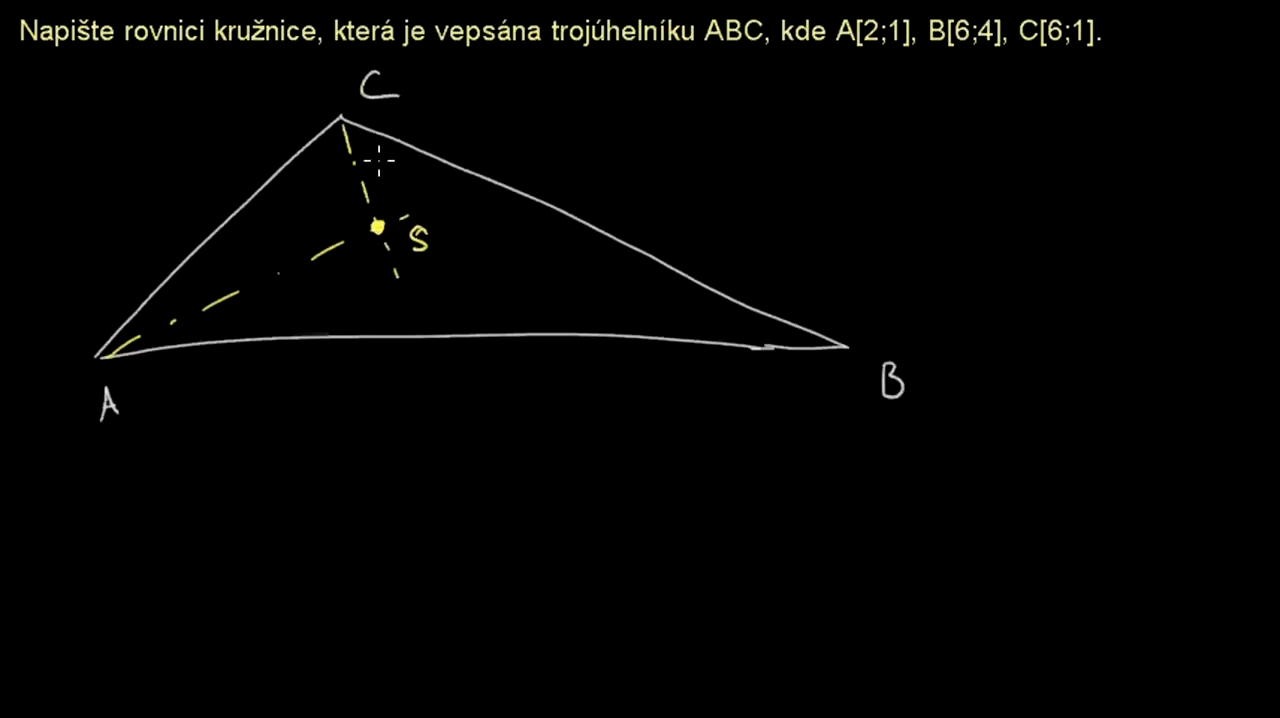 Napište rovnici kružnice, která je vepsána trojúhelníku ABC, kde A[2;1], B[6;4], C[6;1].
C
S
A
B